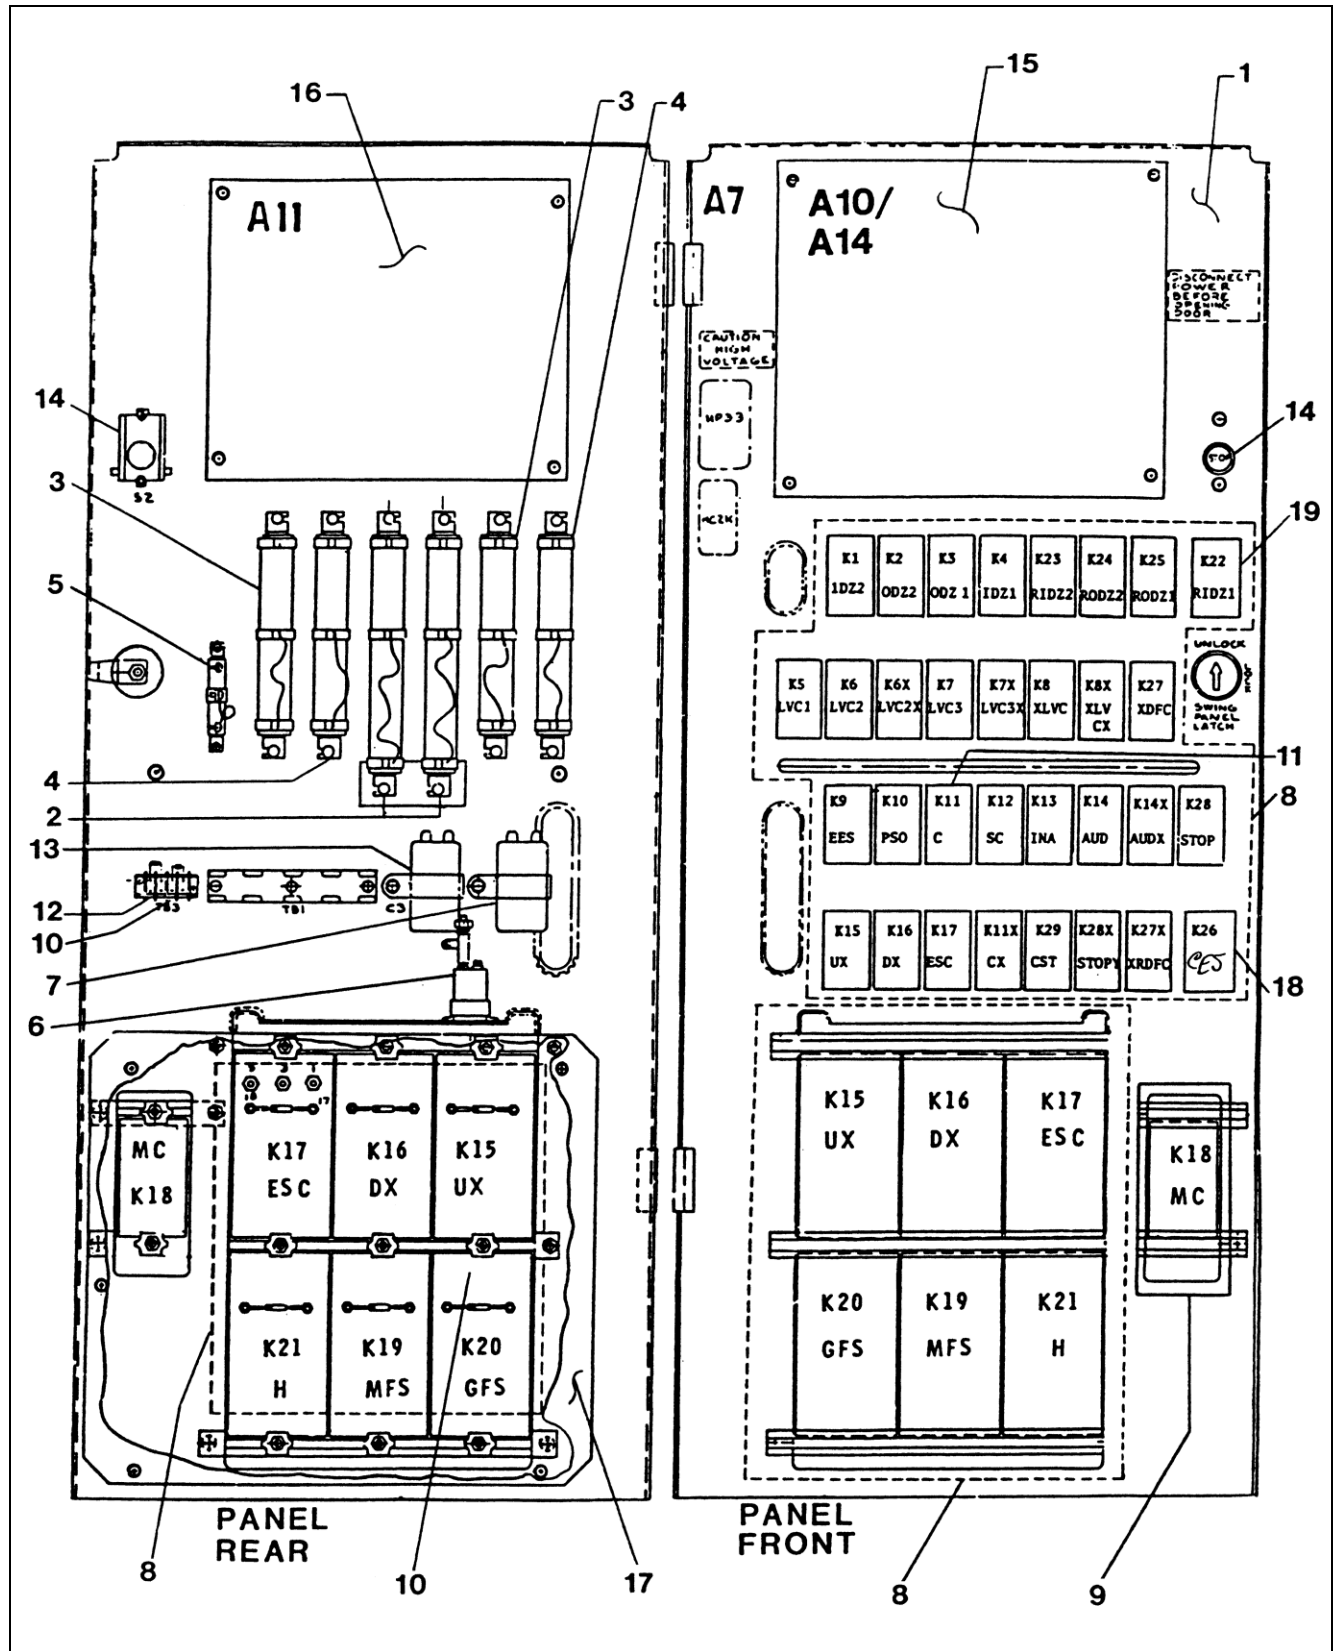 16
3
4
15
1
A11
A7
A10/
A14
DISCONNECT
POWER
BEFORE
OPENING
DOOR
CAUTION
HIGH
VOLTAGE
14
S2
3
5
4
2
13
12
10
7
6
TB3
TB1
C3
14
STOP
19
K1
1DZ2
K2
ODZ2
K3
ODZ 1
K4
IDZ1
K23
RIDZ2
K24
RODZ2
K25
RODZ1
K22
RIDZ1
UNLOCK
LOCK
SWING
PANEL
LATCH
K5
LVC1
K6
LVC2
K6X
LVC2X
K7
LVC3
K7X
LVC3X
K8
XLVC
K8X
XLV
CX
K27
XDFC
11
8
K9
EES
K10
PSO
K11
C
K12
SC
K13
INA
K14
AUD
K14X
AUDX
K28
STOP
K15
UX
K16
DX
K17
ESC
K11X
CX
K29
CST
K28X
STOPY
K27X
XRDFC
K26
18
5
3
1
18
17
MC
K18
K17
ESC
K16
DX
K15
UX
K21
H
K19
MFS
K20
GFS
K15
UX
K16
DX
K17
ESC
K18
MC
K20
GFS
K19
MFS
K21
H
PANEL
REAR
PANEL
FRONT
8
10
17
8
9